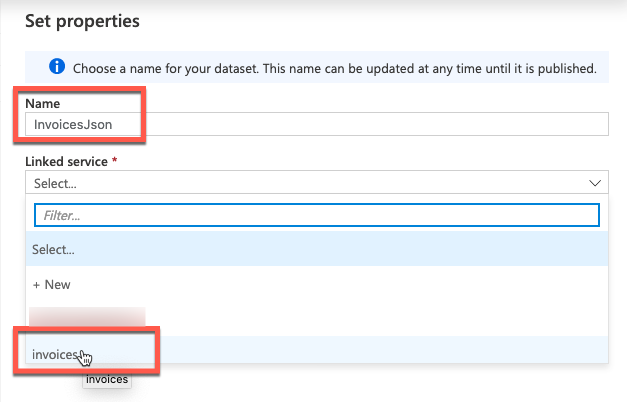 Set properties
Choose a name for your dataset. This name can be updated at any time until it is published.
Name
InvoicesJson
Linked service *
Select...
Filter...
Select...
+ New
invoices
invoices